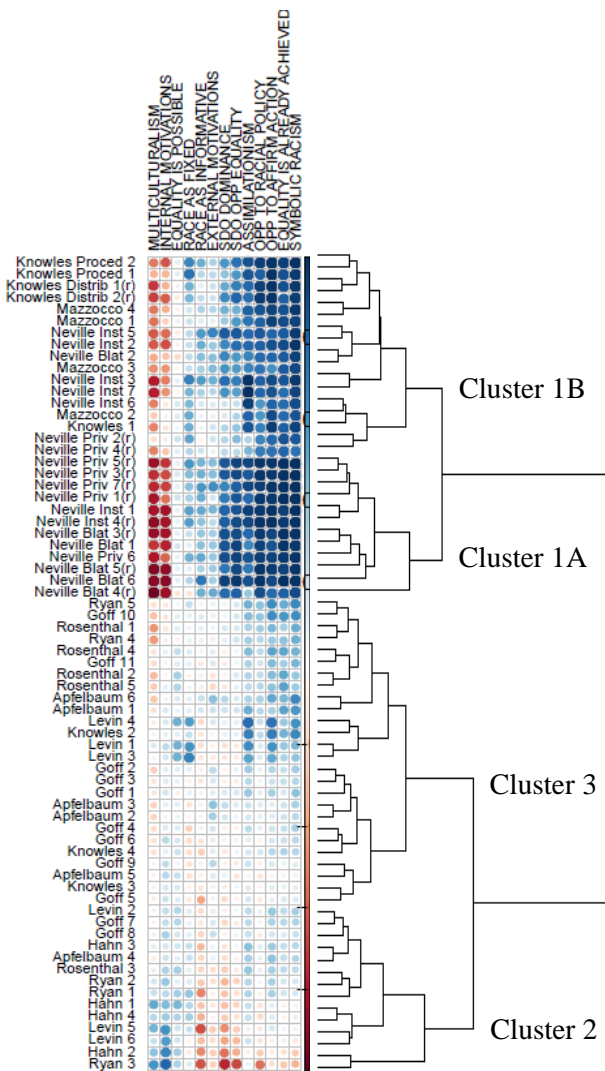 MULTICULTURALISM
INTERNAL MOTIVATIONS
EQUALITY IS POSSIBLE
RACE AS FIXED
RACE AS INFORMATIVE
EXTERNAL MOTIVATIONS
SDO DOMINANCE
SDO OPP EQUALITY
ASSIMILATIONISM
OPP TO RACIAL POLICY
OPP TO AFFIRM ACTION
EQUALITY IS ALREADY ACHIEVED
SYMBOLIC RACISM
Knowles Proced 2
Knowles Proced 1
Knowles Distrib 1(r)
Knowles Distrib 2(r)
Mazzocco 4
Mazzocco 1
Neville Inst 5
Neville Inst 2
Neville Blat 2
Mazzocco 3
Neville Inst 3
Neville Inst 7
Neville Inst 6
Mazzocco 2
Knowles 1
Neville Priv 2(r)
Neville Priv 4(r)
Neville Priv 5(r)
Neville Priv 3(r)
Neville Priv 7(r)
Neville Priv 1(r)
Neville Inst 1
Neville Inst 4(r)
Neville Blat 3(r)
Neville Blat 1
Neville Priv 6
Neville Blat 5(r)
Neville Blat 6
Neville Blat 4(r)
Ryan 5
Goff 10
Rosenthal 1
Ryan 4
Rosenthal 4
Goff 11
Rosenthal 2
Rosenthal 5
Apfelbaum 6
Apfelbaum 1
Levin 4
Knowles 2
Levin 1
Levin 3
Goff 2
Goff 3
Goff 1
Apfelbaum 3
Apfelbaum 2
Goff 4
Goff 6
Knowles 4
Goff 9
Apfelbaum 5
Knowles 3
Goff 5
Levin 2
Goff 7
Goff 8
Hahn 3
Apfelbaum 4
Rosenthal 3
Ryan 2
Ryan 1
Hahn 1
Hahn 4
Levin 5
Levin 6
Hahn 2
Ryan 3
Cluster 1B
Cluster 1A
Cluster 3
Cluster 2